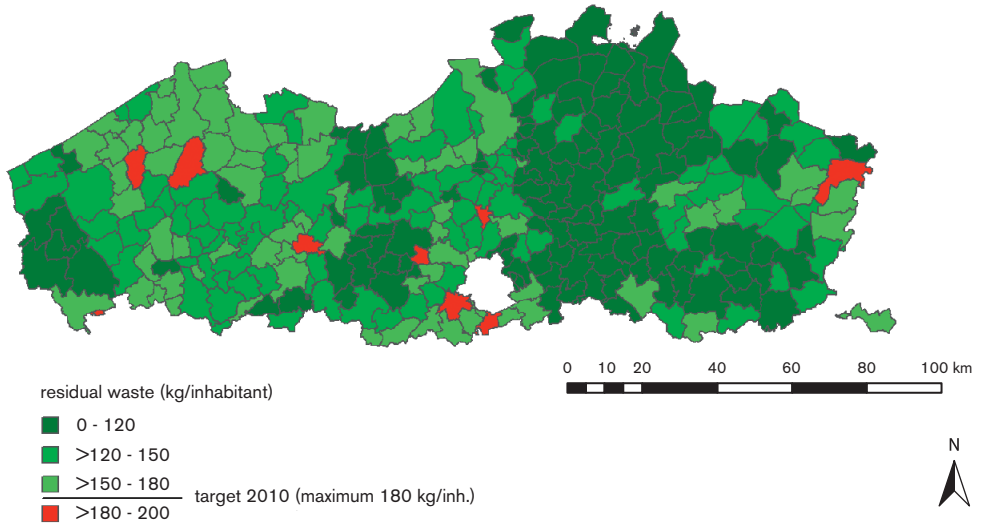 0 10 20 40 60 80 100 km
residual waste (kg/inhabitant)
0 - 120
>120 - 150
>150 - 180
target 2010 (maximum 180 kg/inh.)
>180 - 200
N